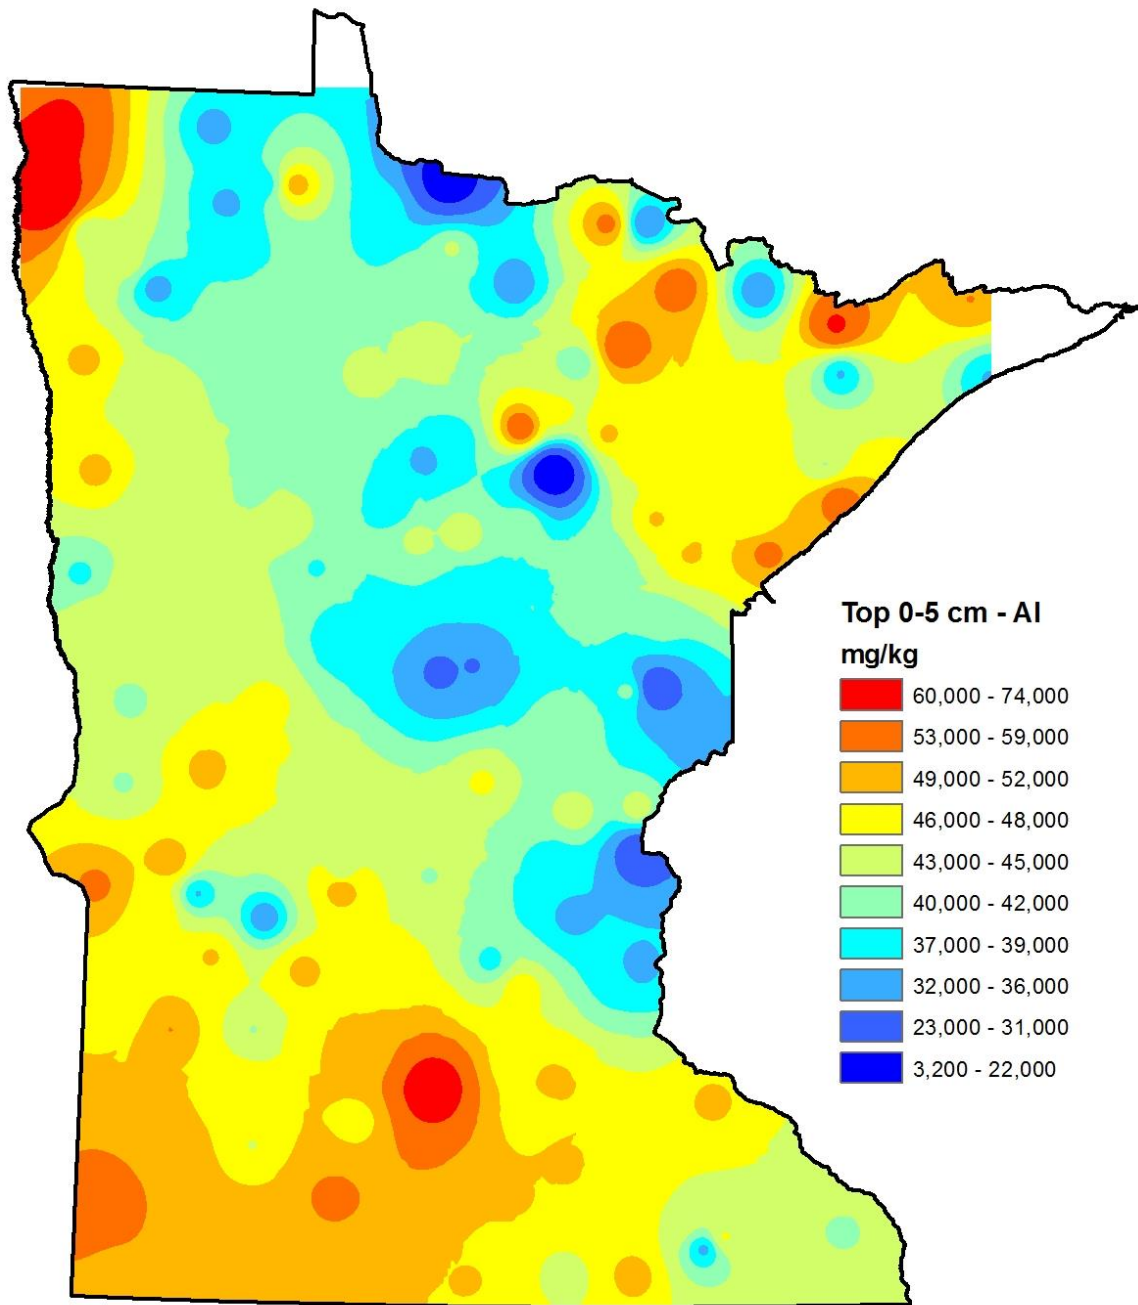 Top 0-5 cm - Al
mg/kg
60,000 - 74,000
53,000 - 59,000
49,000 - 52,000
46,000 - 48,000
43,000 - 45,000
40,000 - 42,000
37,000 - 39,000
32,000 - 36,000
23,000 - 31,000
3,200 - 22,000